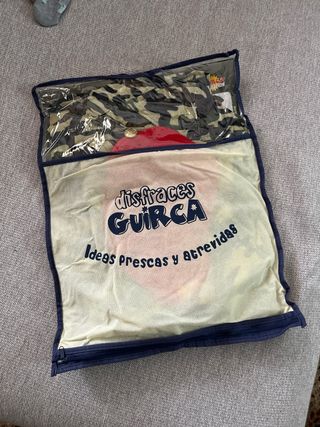 disfraces
GUIRCA
Ideas frescas y atrevidas